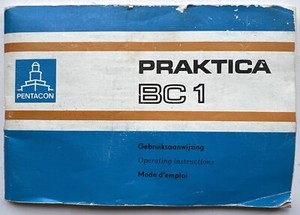 PENTACON
PRAKTICA
BC 1
Gebruiksaanwijzing
Operating instructions
Mode d'emploi